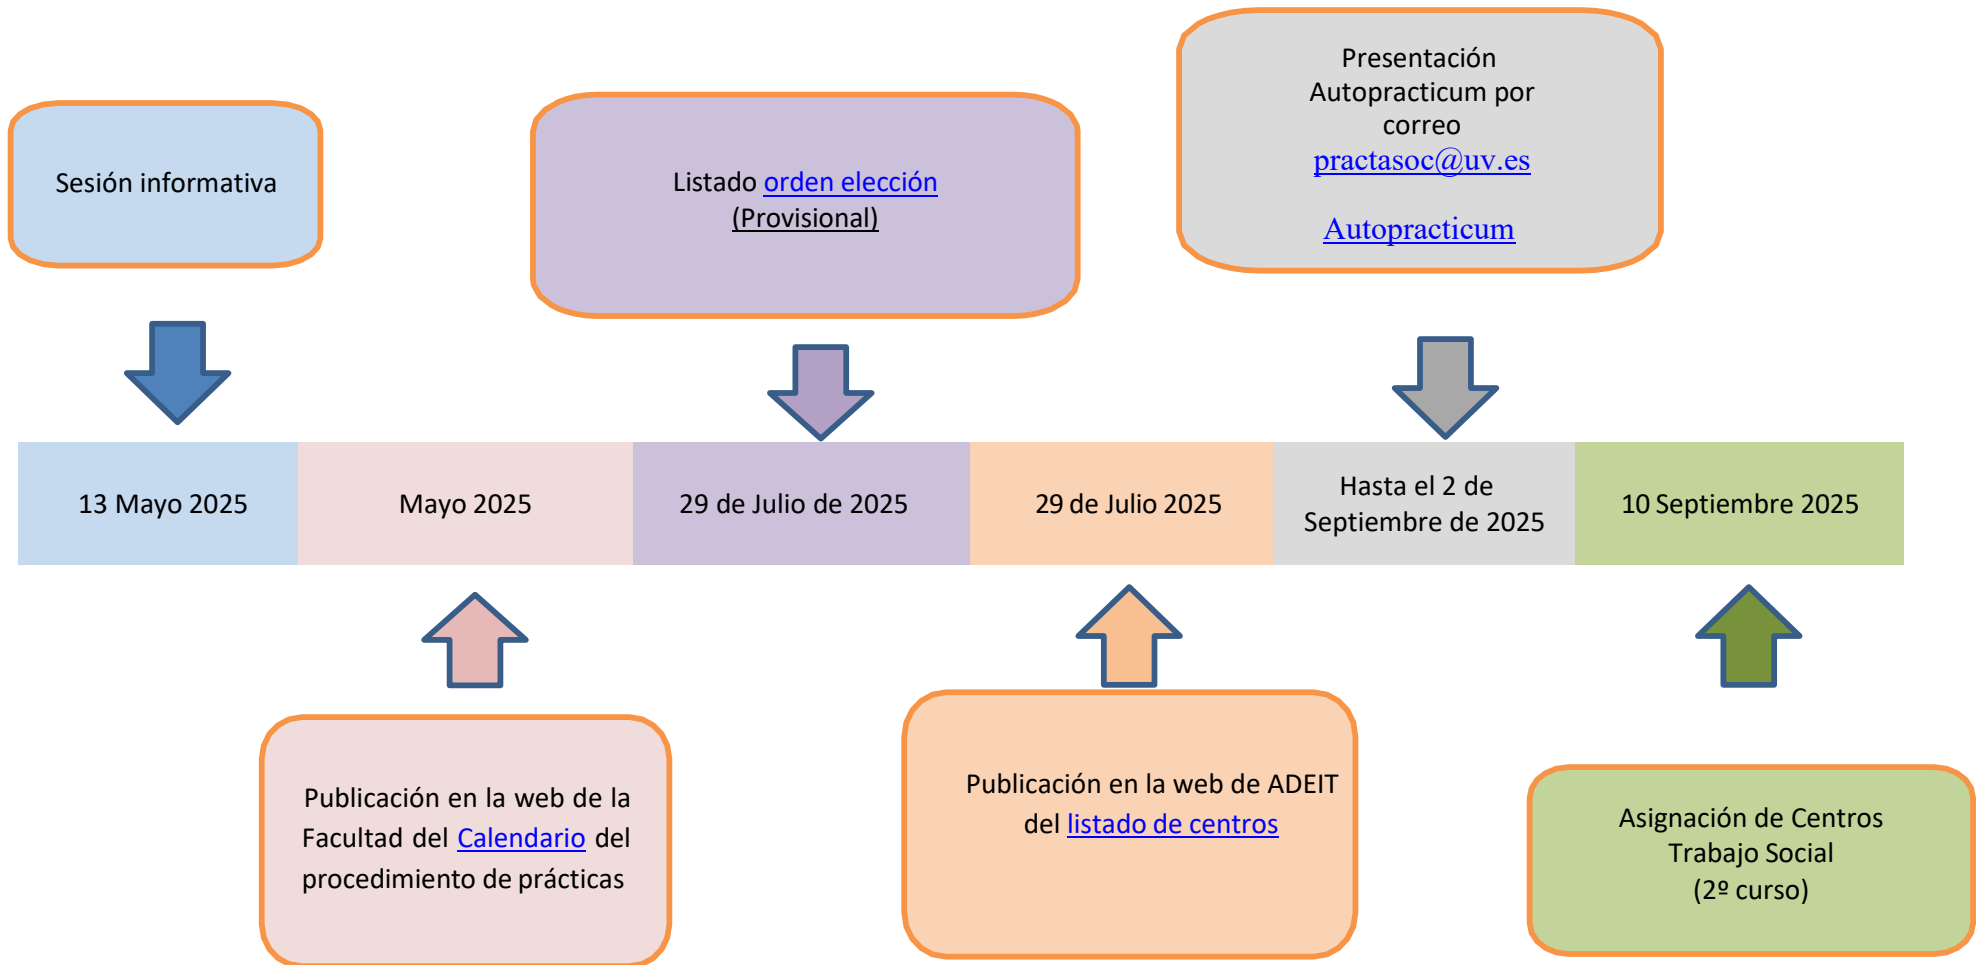 Sesión informativa
Listado orden elección
(Provisional)
Presentación
Autopracticum por
correo
practasoc@uv.es
Autopracticum
13 Mayo 2025
Mayo 2025
29 de Julio de 2025
29 de Julio 2025
Hasta el 2 de
Septiembre de 2025
10 Septiembre 2025
Publicación en la web de la
Facultad del Calendario del
procedimiento de prácticas
Publicación en la web de ADEIT
del listado de centros
Asignación de Centros
Trabajo Social
(2º curso)